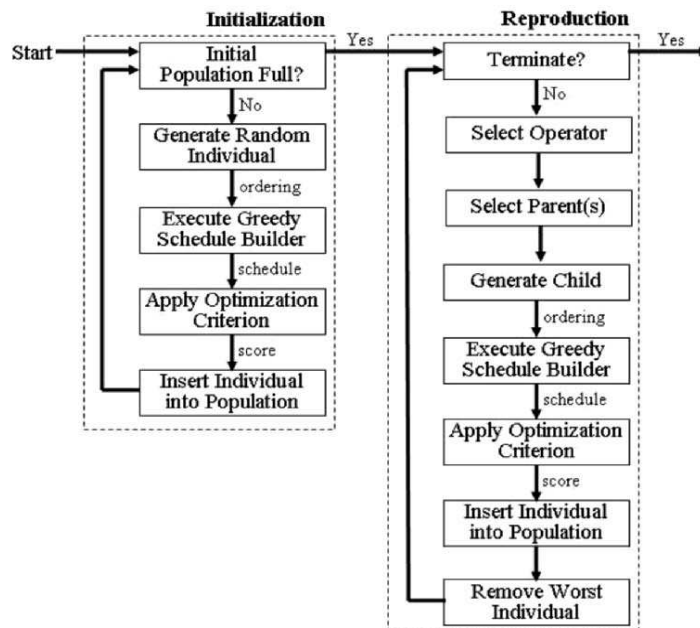 Initialization
Start
Initial
Population Full?
Yes
No
Generate Random
Individual
ordering
Execute Greedy
Schedule Builder
schedule
Apply Optimization
Criterion
score
Insert Individual
into Population
Reproduction
Terminate?
Yes
No
Select Operator
Select Parent(s)
Generate Child
ordering
Execute Greedy
Schedule Builder
schedule
Apply Optimization
Criterion
score
Insert Individual
into Population
Remove Worst
Individual